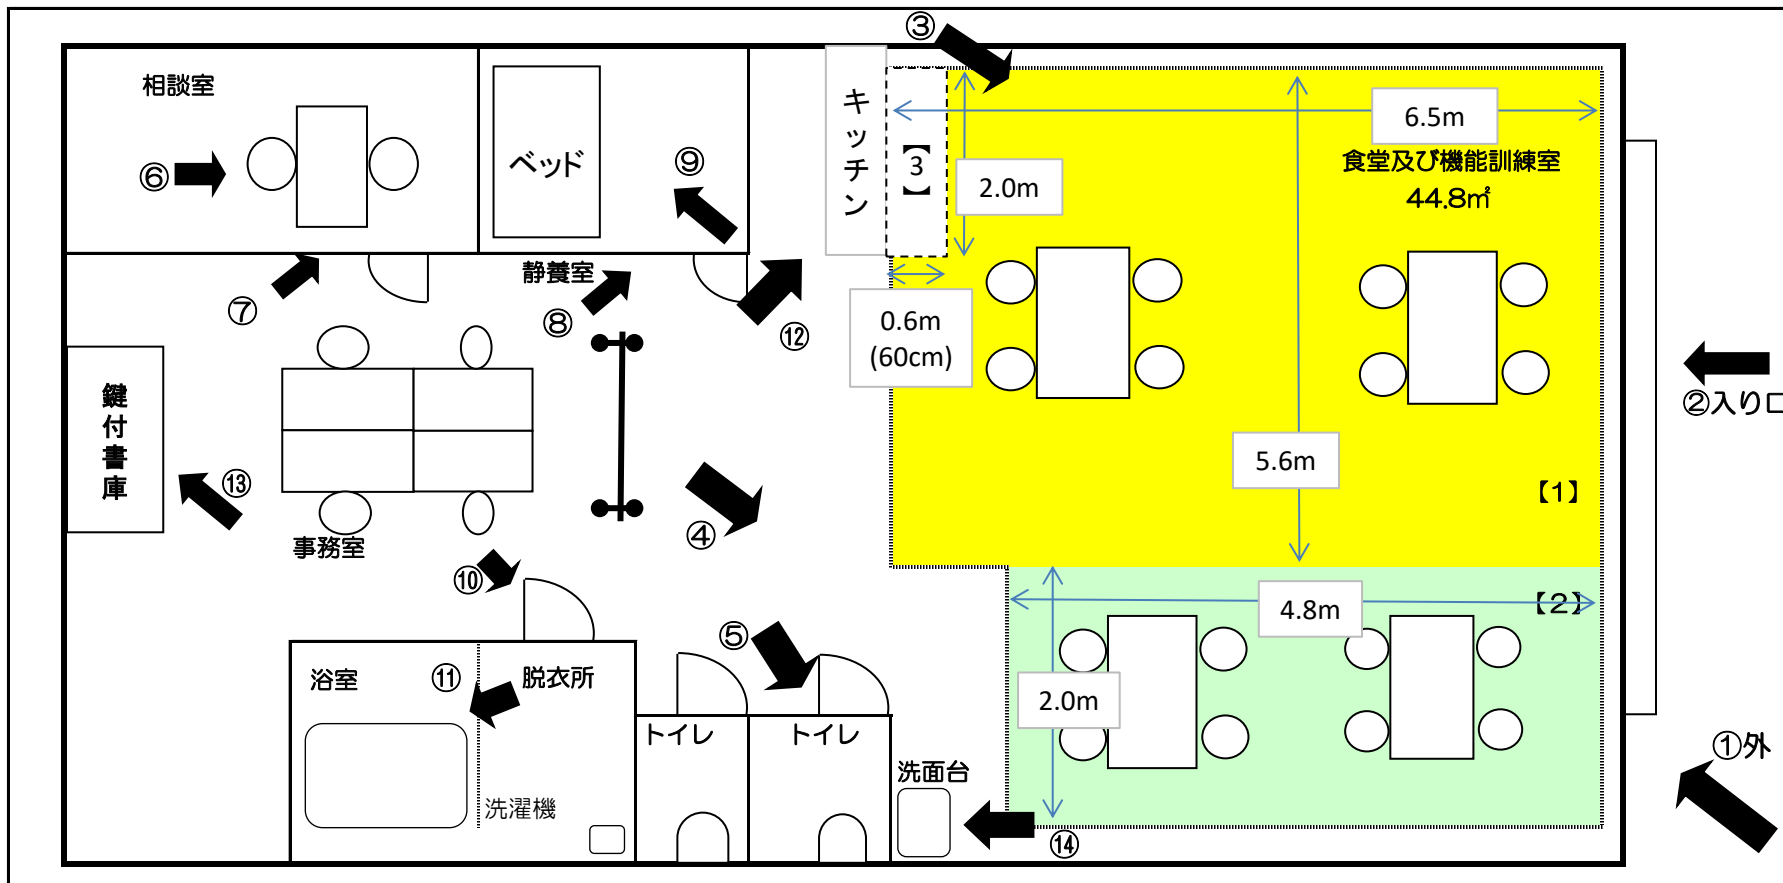 ③
相談室
キッチン
【3】
6.5m
食堂及び機能訓練室
44.8㎡
⑥
ベッド
⑨
2.0m
静養室
⑦
⑧
⑫
0.6m
(60cm)
②入り口
鍵付書庫
⑬
5.6m
【1】
④
事務室
⑩
4.8m
【2】
⑤
浴室
⑪
脱衣所
2.0m
トイレ
トイレ
①外
洗面台
洗濯機
⑭